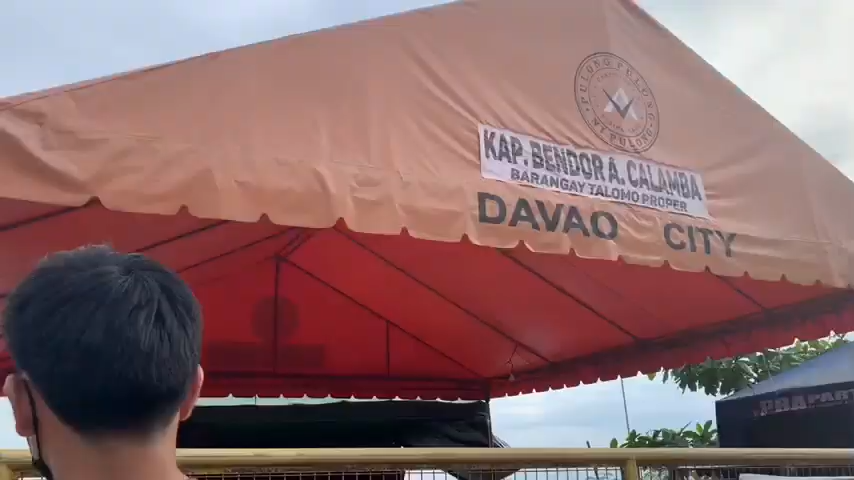 KAP. BENDOR A. CALAMBA
BARANGAY TALOMO PROPER
DAVAO CITY